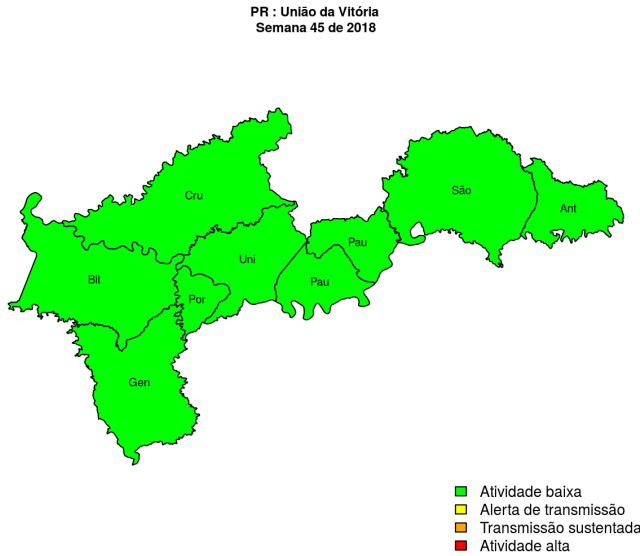 PR : União da Vitória
Semana 45 de 2018
Cru
São
Ant
Pau
Uni
Bit
Pau
Por
Gen
Atividade baixa
Alerta de transmissão
Transmissão sustentada
Atividade alta